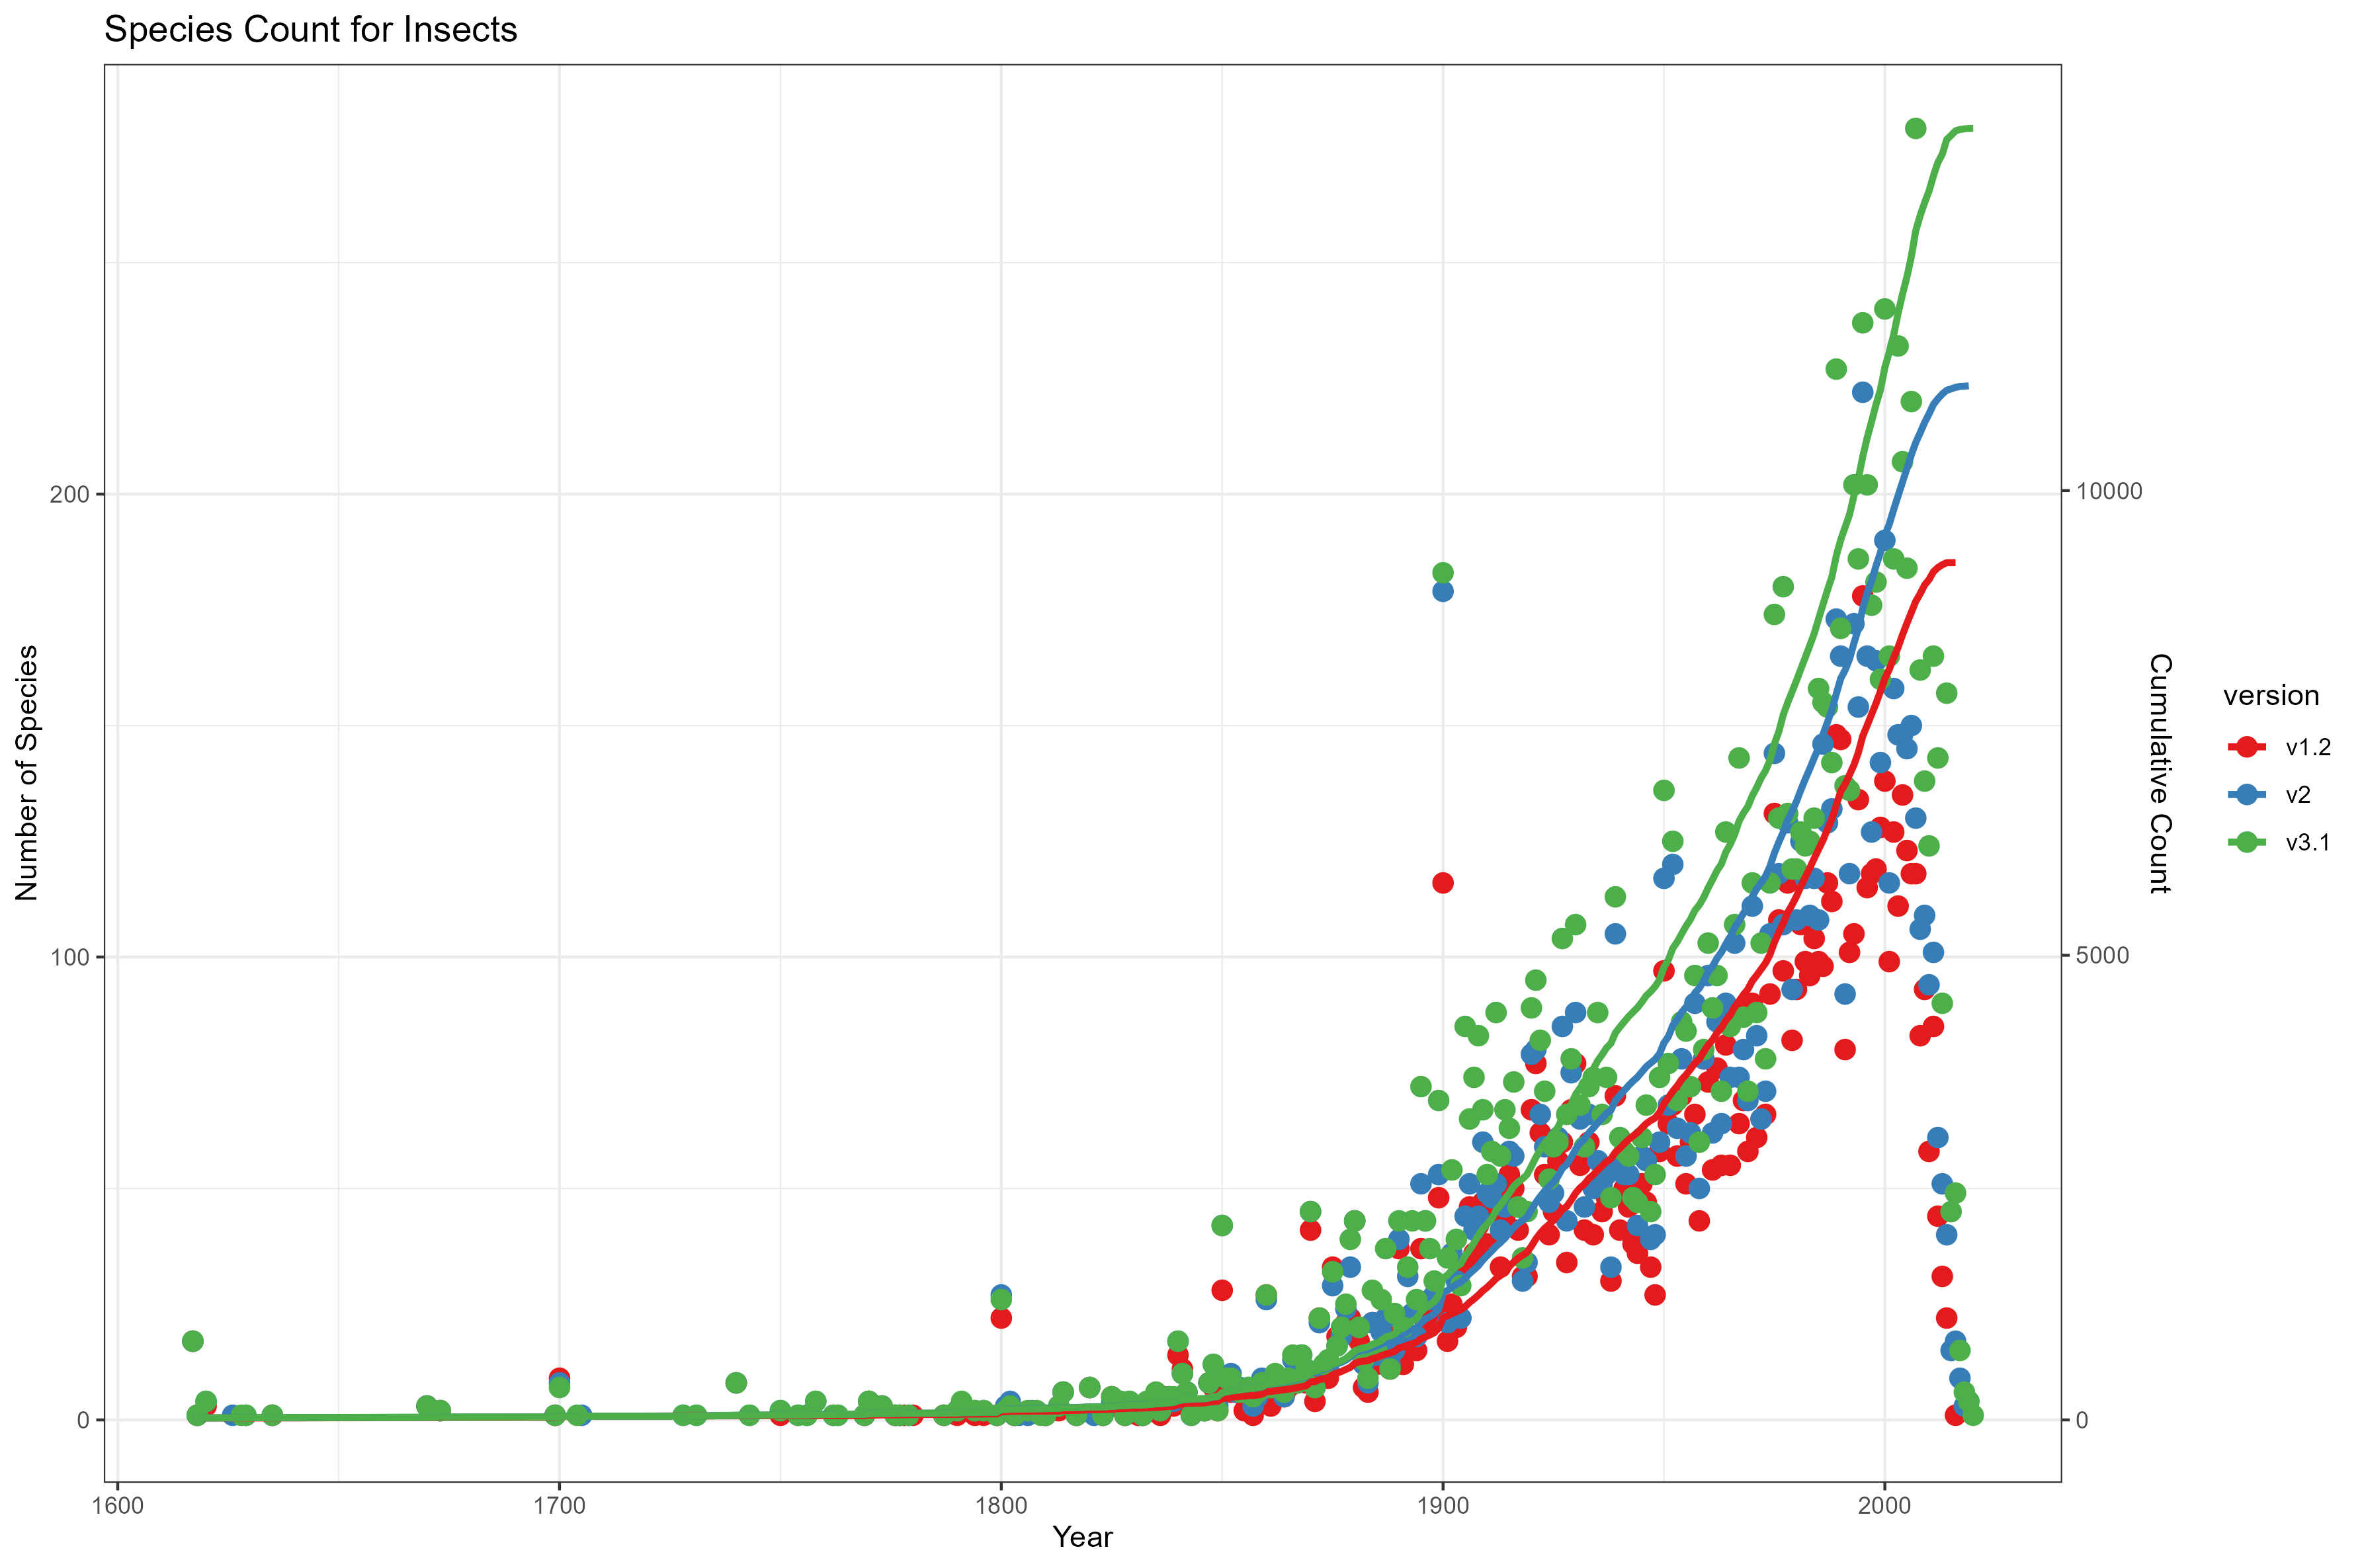 Species Count for Insects
Number of Species
200
100
0
1600
1700
1800
1900
2000
Year
10000
5000
0
Cumulative Count
version
v1.2
v2
v3.1